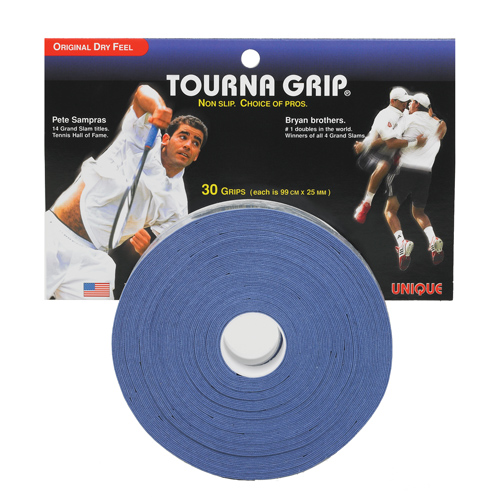 ORIGINAL DRY FEEL
TOURNA GRIP®
NON SLIP. CHOICE OF PROS.
Pete Sampras
14 Grand Slam titles.
Tennis Hall of Fame.
Bryan brothers.
# 1 doubles in the world.
Winners of all 4 Grand Slams.
30 GRIPS (each is 99 CM X 25 MM)
UNIQUE